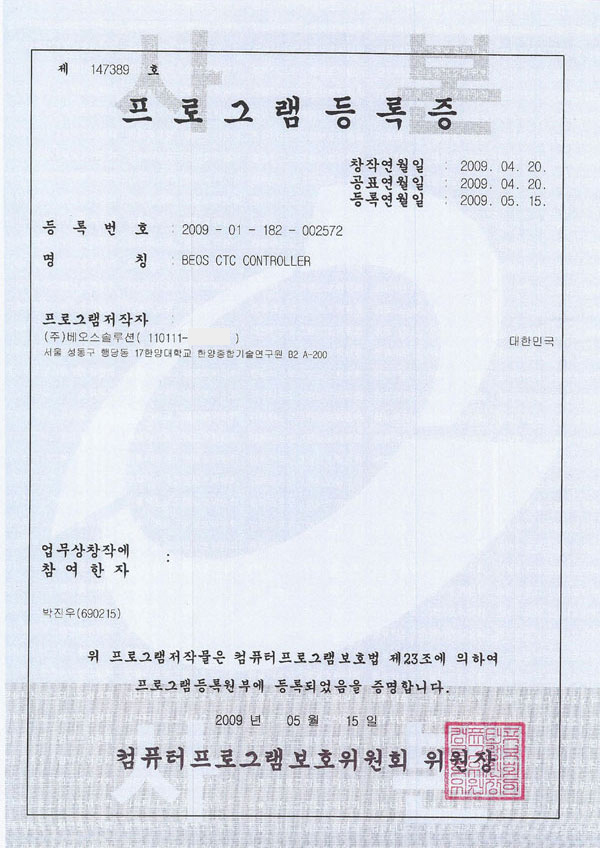 제 147389 호
사본
프로그램등록증
창작연월일 : 2009. 04. 20.
공표연월일 : 2009. 04. 20.
등록연월일 : 2009. 05. 15.
등록번호 : 2009 - 01 - 182 - 002572
명칭 : BEOS CTC CONTROLLER
프로그램저작자 :
(주)베오스솔루션( 110111- )
대한민국
서울 성동구 행당동 17한양대학교 한양종합기술연구원 B2 A-200
업무상창작에 :
참여한자
박진우(690215)
위 프로그램저작물은 컴퓨터프로그램보호법 제23조에 의하여
프로그램등록원부에 등록되었음을 증명합니다.
2009 년 05 월 15 일
컴퓨터프로그램보호위원회 위원장